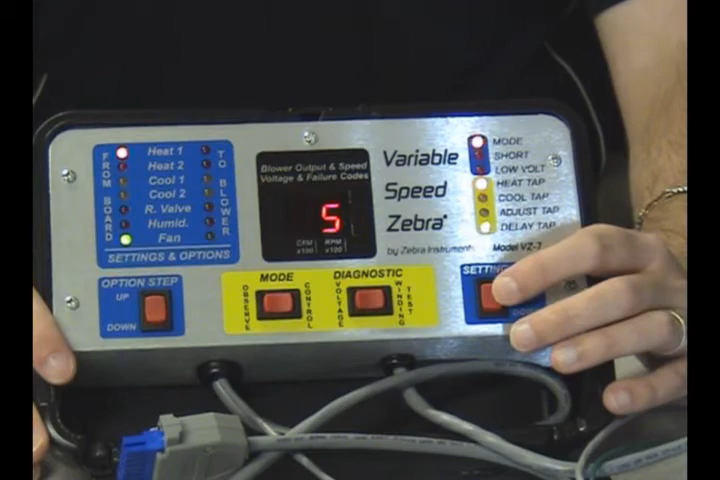 FROM BOARD
Heat 1
Heat 2
Cool 1
Cool 2
R. Valve
Humid.
Fan
TO BLOWER
SETTINGS & OPTIONS
Blower Output & Speed
Voltage & Failure Codes
5
CFM x100
RPM x100
Variable
Speed
Zebra
by Zebra Instruments
Model VZ-7
MODE
SHORT
LOW VOLT
HEAT TAP
COOL TAP
ADJUST TAP
DELAY TAP
OPTION STEP
UP
DOWN
MODE
OBSERVE
CONTROL
DIAGNOSTIC
VOLTAGE
WINDING TEST
DOWN